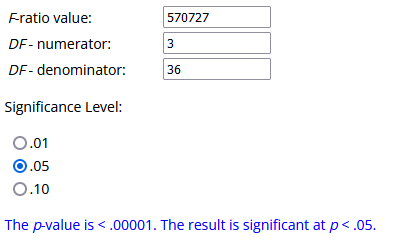 F-ratio value: 570727
DF - numerator: 3
DF - denominator: 36
Significance Level:
.01
.05
.10
The p-value is < .00001. The result is significant at p < .05.